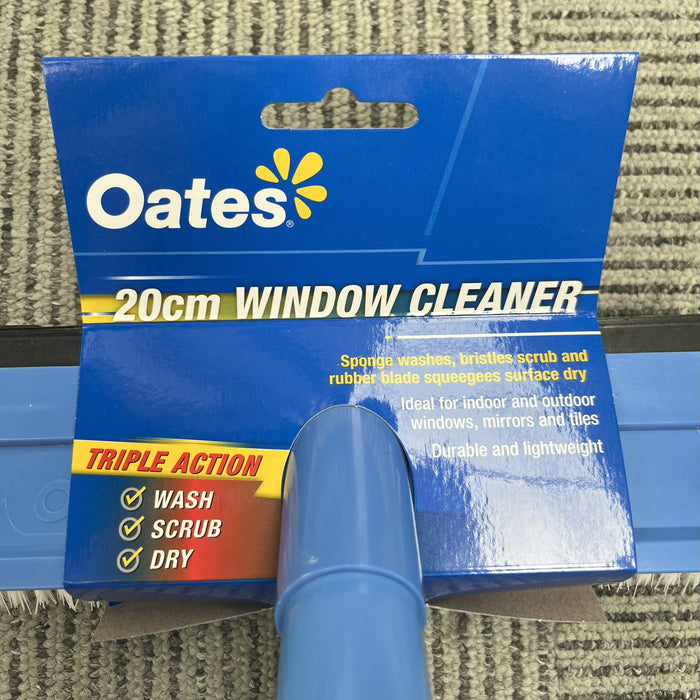 Oates®
20cm WINDOW CLEANER
Sponge washes, bristles scrub and
rubber blade squeegees surface dry
Ideal for indoor and outdoor
windows, mirrors and tiles
Durable and lightweight
TRIPLE ACTION
WASH
SCRUB
DRY